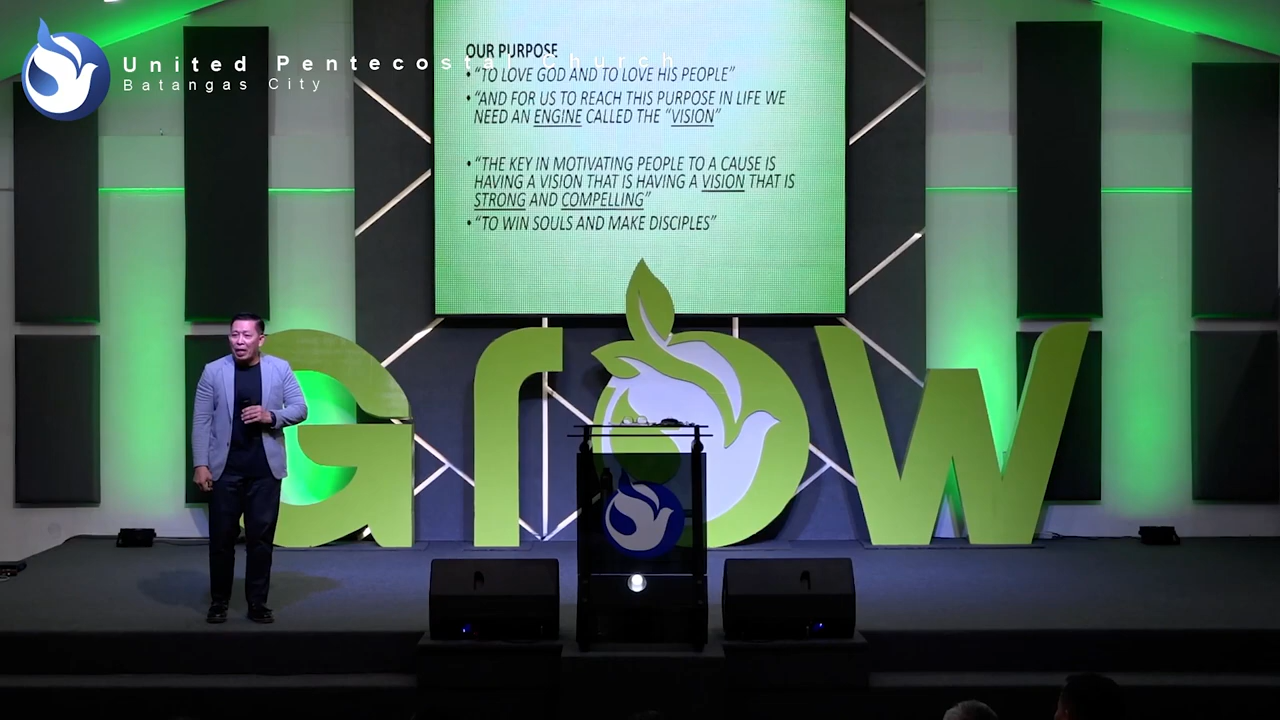 United Pentecostal Church
Batangas City
OUR PURPOSE
• “TO LOVE GOD AND TO LOVE HIS PEOPLE”
• “AND FOR US TO REACH THIS PURPOSE IN LIFE WE
NEED AN ENGINE CALLED THE “VISION”
• “THE KEY IN MOTIVATING PEOPLE TO A CAUSE IS
HAVING A VISION THAT IS HAVING A VISION THAT IS
STRONG AND COMPELLING”
• “TO WIN SOULS AND MAKE DISCIPLES”
Grow